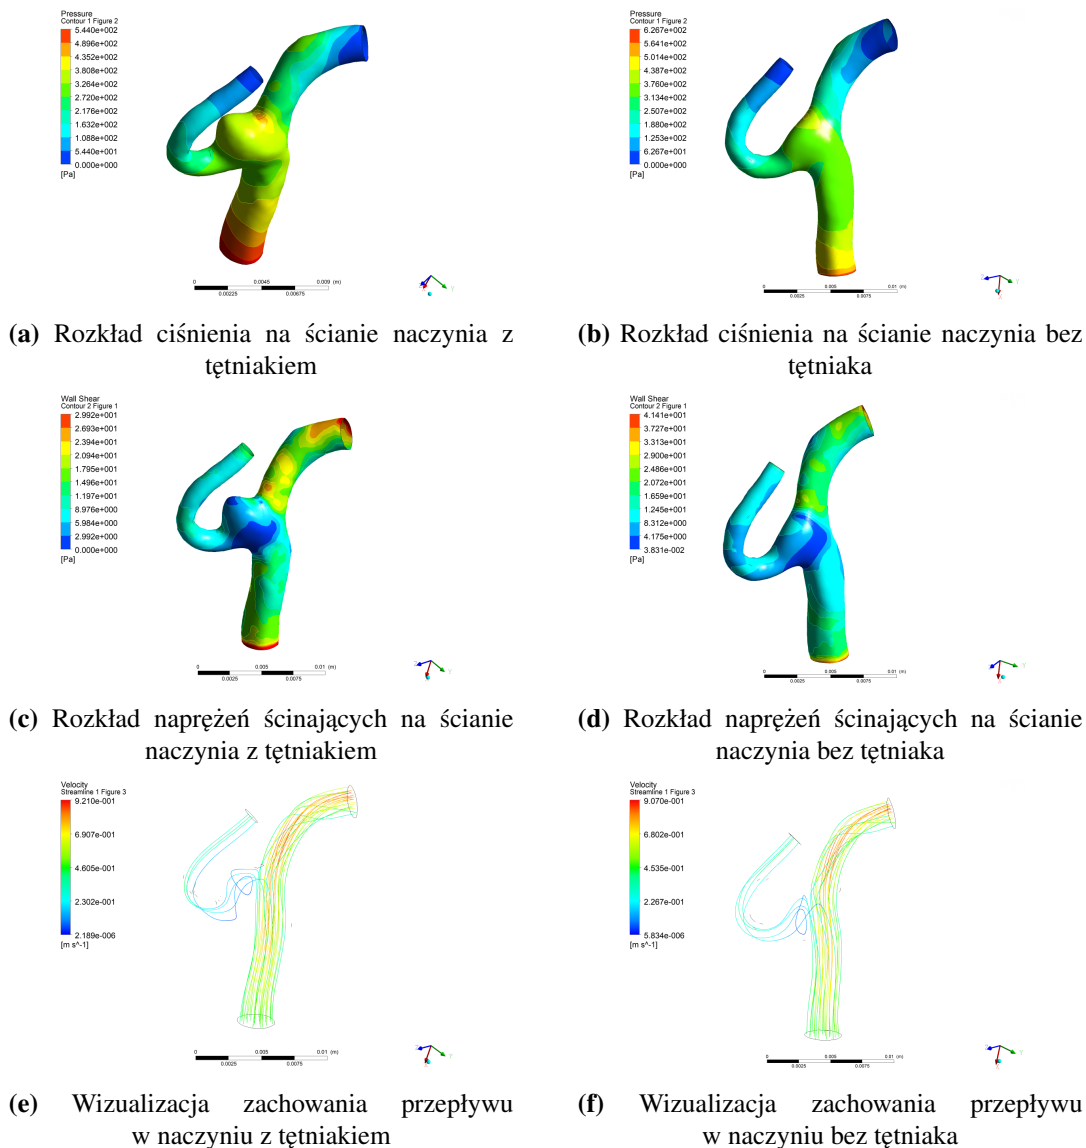 Pressure
Contour 1 Figure 2
5.440e+002
4.896e+002
4.352e+002
3.808e+002
3.264e+002
2.720e+002
2.176e+002
1.632e+002
1.088e+002
5.440e+001
0.000e+000
[Pa]
0 0.0045 0.009 (m)
0.00225 0.00675
(a) Rozkład ciśnienia na ścianie naczynia z
tętniakiem
Pressure
Contour 1 Figure 2
6.267e+002
5.641e+002
5.014e+002
4.387e+002
3.760e+002
3.134e+002
2.507e+002
1.880e+002
1.253e+002
6.267e+001
0.000e+000
[Pa]
0 0.005 0.01 (m)
0.0025 0.0075
(b) Rozkład ciśnienia na ścianie naczynia bez
tętniaka
Wall Shear
Contour 2 Figure 1
2.992e+001
2.693e+001
2.394e+001
2.094e+001
1.795e+001
1.496e+001
1.197e+001
8.976e+000
5.984e+000
2.992e+000
0.000e+000
[Pa]
0 0.005 0.01 (m)
0.0025 0.0075
(c) Rozkład naprężeń ścinających na ścianie
naczynia z tętniakiem
Wall Shear
Contour 2 Figure 1
4.141e+001
3.727e+001
3.313e+001
2.900e+001
2.486e+001
2.072e+001
1.659e+001
1.245e+001
8.312e+000
4.175e+000
3.831e-002
[Pa]
0 0.005 0.01 (m)
0.0025 0.0075
(d) Rozkład naprężeń ścinających na ścianie
naczynia bez tętniaka
Velocity
Streamline 1 Figure 3
9.210e-001
6.907e-001
4.605e-001
2.302e-001
2.189e-006
[m s^-1]
0 0.005 0.01 (m)
0.0025 0.0075
(e) Wizualizacja zachowania przepływu
w naczyniu z tętniakiem
Velocity
Streamline 1 Figure 3
9.070e-001
6.802e-001
4.535e-001
2.267e-001
5.834e-006
[m s^-1]
0 0.005 0.01 (m)
0.0025 0.0075
(f) Wizualizacja zachowania przepływu
w naczyniu bez tętniaka